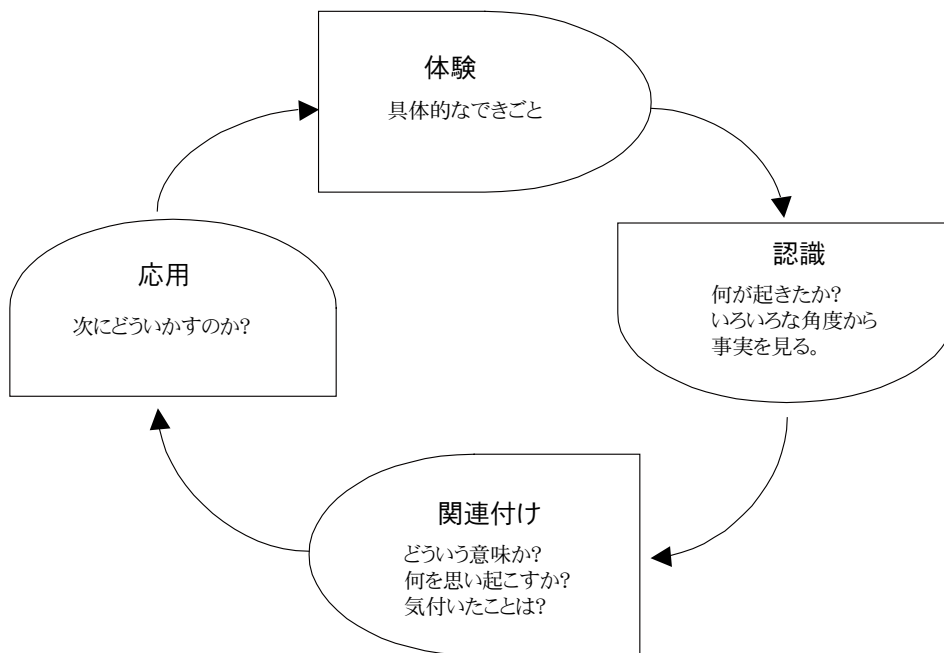 体験
具体的なできごと
認識
何が起きたか?
いろいろな角度から
事実を見る。
関連付け
どういう意味か?
何を思い起こすか?
気付いたことは?
応用
次にどういかすのか?